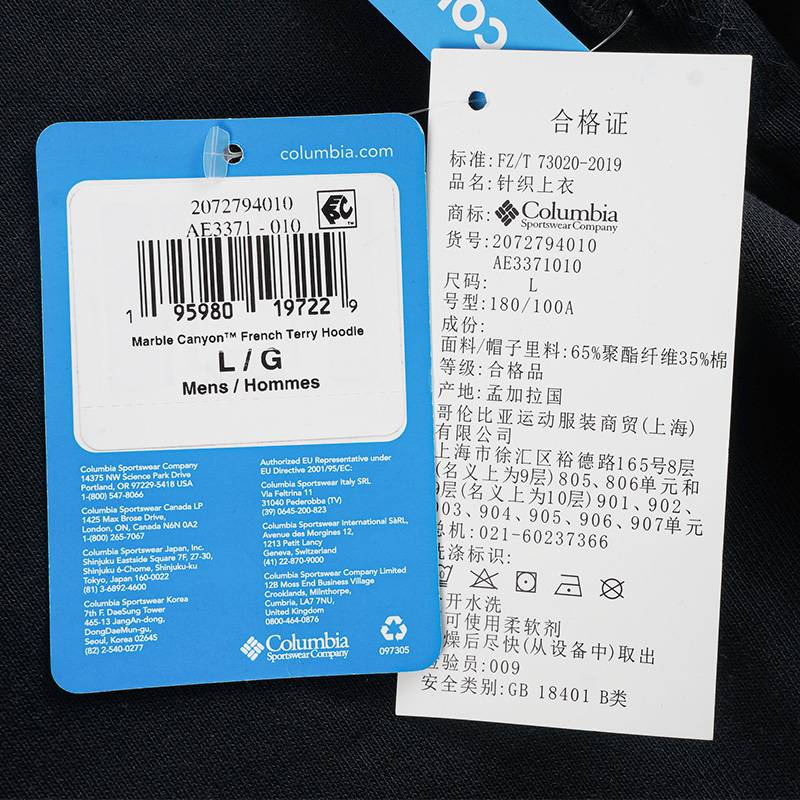 Col
columbia.com
2072794010
AE3371 - 010
1 95980 19722 9
Marble Canyon™ French Terry Hoodie
L / G
Mens / Hommes
Columbia Sportswear Company
14375 NW Science Park Drive
Portland, OR 97229-5418 USA
1-(800) 547-8066
Columbia Sportswear Canada LP
1425 Max Brose Drive,
London, ON, Canada N6N 0A2
1-(800) 265-7067
Columbia Sportswear Japan, Inc.
Shinjuku Eastside Square 7F, 27-30,
Shinjuku 6-Chome, Shinjuku-ku
Tokyo, Japan 160-0022
(81) 3-6892-4600
Columbia Sportswear Korea
7th F. DaeSung Tower
465-13 JangAn-dong,
DongDaeMun-gu,
Seoul, Korea 02645
(82) 2-540-0277
Authorized EU Representative under
EU Directive 2001/95/EC:
Columbia Sportswear Italy SRL
Via Feltrina 11
31040 Pederobba (TV)
(39) 0645-200-823
Columbia Sportswear International SàRL,
Avenue des Morgines 12,
1213 Petit Lancy
Geneva, Switzerland
(41) 22-870-9000
Columbia Sportswear Company Limited
12B Moss End Business Village
Crooklands, Milnthorpe,
Cumbria, LA7 7NU,
United Kingdom
0800-464-0876
Columbia
Sportswear Company
097305
合格证
标准:FZ/T 73020-2019
品名:针织上衣
商标:Columbia
Sportswear Company
货号:2072794010
AE3371010
尺码: L
号型:180/100A
成份:
面料/帽子里料:65%聚酯纤维35%棉
等级:合格品
产地:孟加拉国
哥伦比亚运动服装商贸(上海)
有限公司
上海市徐汇区裕德路165号8层
(名义上为9层)805、806单元和
9层(名义上为10层)901、902、
903、904、905、906、907单元
总机:021-60237366
洗涤标识:
开水洗
可使用柔软剂
燥后尽快(从设备中)取出
检验员:009
安全类别:GB 18401 B类